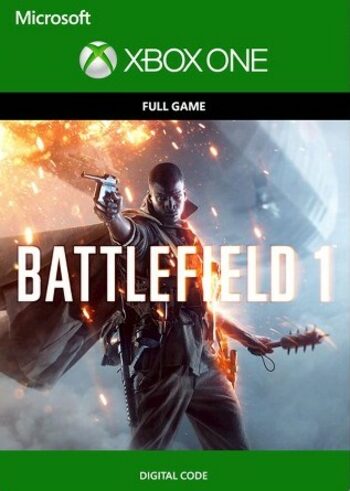 Microsoft
XBOX ONE
FULL GAME
BATTLEFIELD 1
DIGITAL CODE